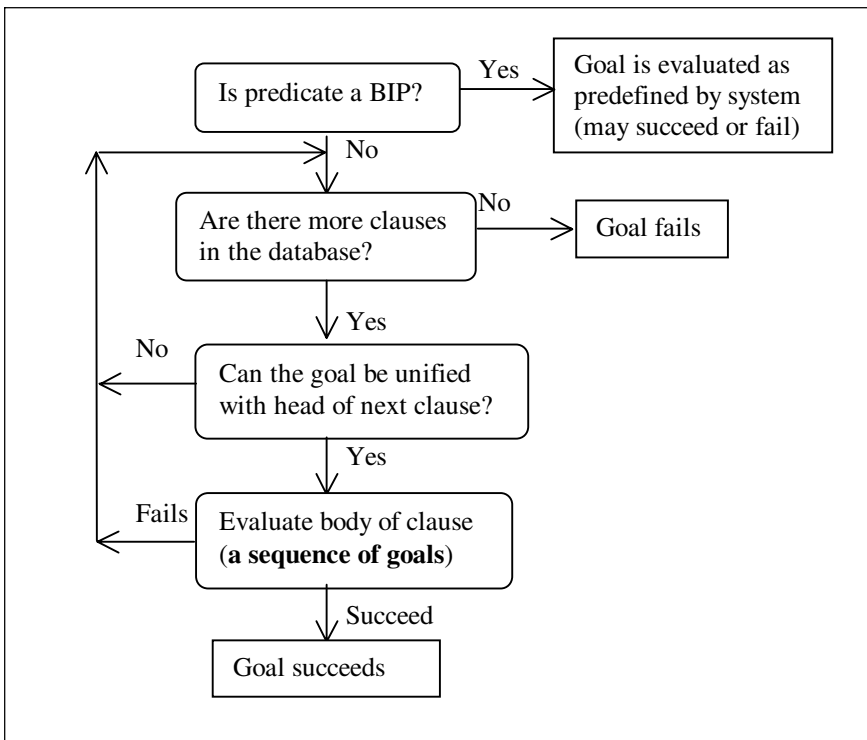 Is predicate a BIP?
Yes
Goal is evaluated as
predefined by system
(may succeed or fail)
No
Are there more clauses
in the database?
No
Goal fails
Yes
No
Can the goal be unified
with head of next clause?
Yes
Fails
Evaluate body of clause
(a sequence of goals)
Succeed
Goal succeeds